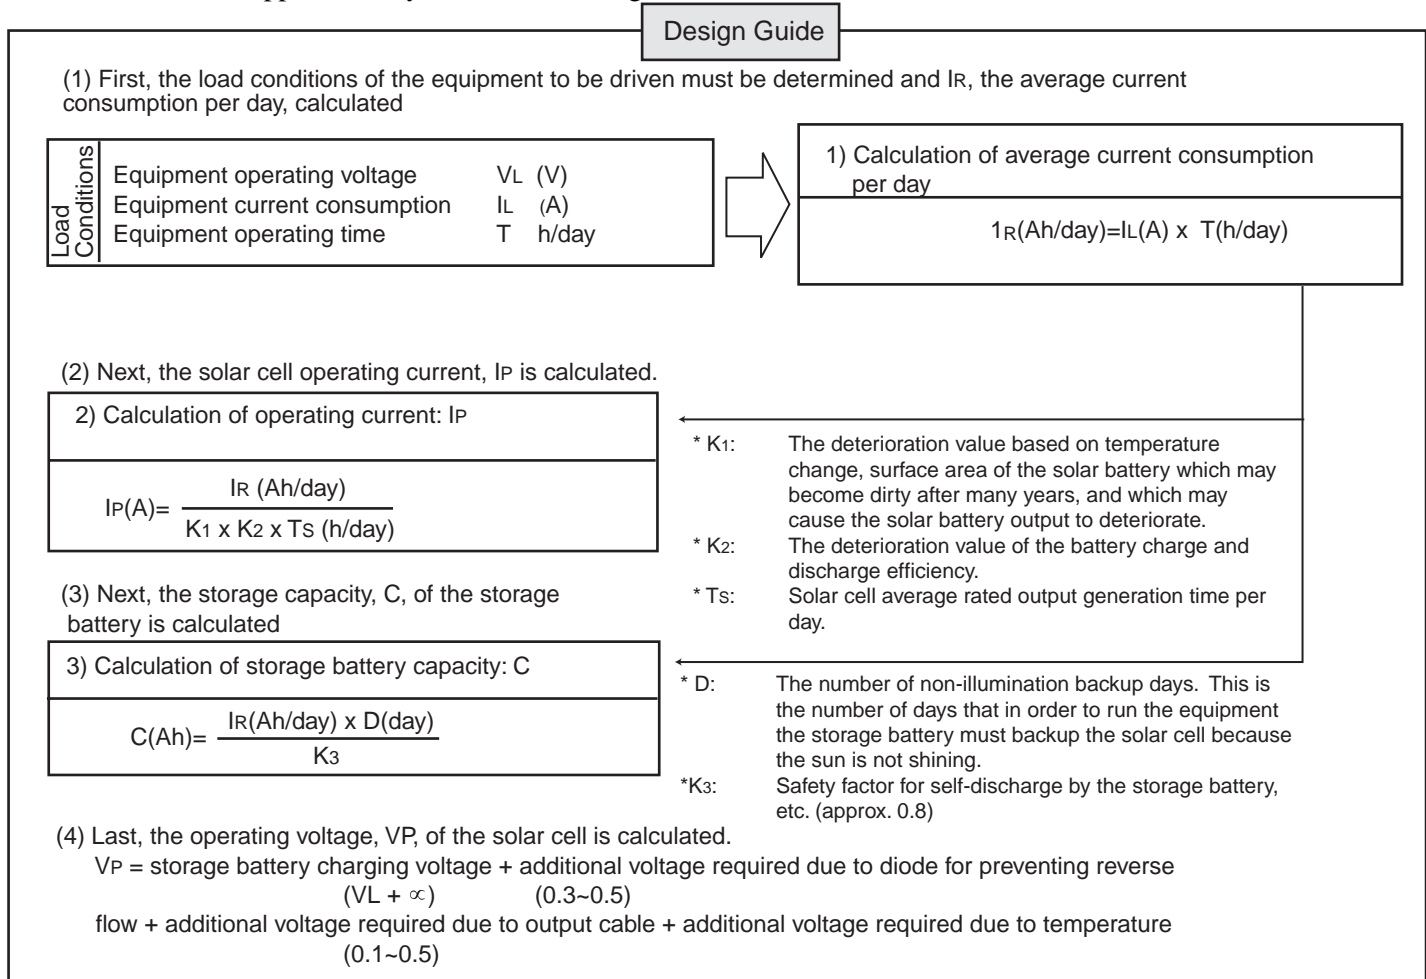 Design Guide
(1) First, the load conditions of the equipment to be driven must be determined and IR, the average current
consumption per day, calculated
Load
Conditions
Equipment operating voltage VL (V)
Equipment current consumption IL (A)
Equipment operating time T h/day
1) Calculation of average current consumption
per day
1R(Ah/day)=IL(A) x T(h/day)
(2) Next, the solar cell operating current, IP is calculated.
2) Calculation of operating current: IP
IP(A)= IR (Ah/day)
K1 x K2 x TS (h/day)
* K1: The deterioration value based on temperature
change, surface area of the solar battery which may
become dirty after many years, and which may
cause the solar battery output to deteriorate.
* K2: The deterioration value of the battery charge and
discharge efficiency.
* TS: Solar cell average rated output generation time per
day.
(3) Next, the storage capacity, C, of the storage
battery is calculated
3) Calculation of storage battery capacity: C
C(Ah)= IR(Ah/day) x D(day)
K3
* D: The number of non-illumination backup days. This is
the number of days that in order to run the equipment
the storage battery must backup the solar cell because
the sun is not shining.
*K3: Safety factor for self-discharge by the storage battery,
etc. (approx. 0.8)
(4) Last, the operating voltage, VP, of the solar cell is calculated.
VP = storage battery charging voltage + additional voltage required due to diode for preventing reverse
(VL + ∝) (0.3~0.5)
flow + additional voltage required due to output cable + additional voltage required due to temperature
(0.1~0.5)